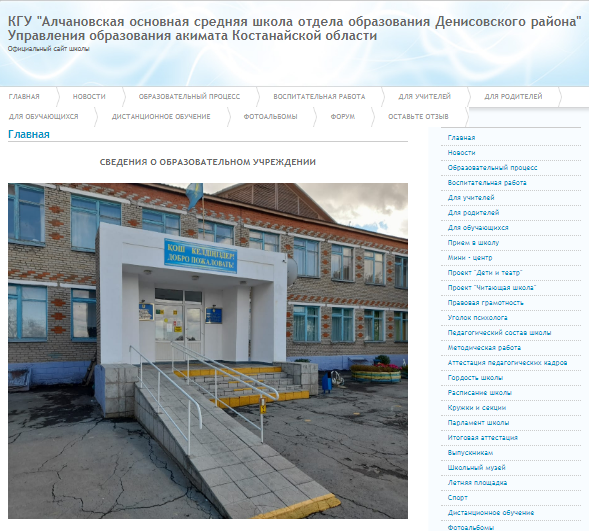 КГУ "Алчановская основная средняя школа отдела образования Денисовского района"
Управления образования акимата Костанайской области
Официальный сайт школы
ГЛАВНАЯ НОВОСТИ ОБРАЗОВАТЕЛЬНЫЙ ПРОЦЕСС ВОСПИТАТЕЛЬНАЯ РАБОТА ДЛЯ УЧИТЕЛЕЙ ДЛЯ РОДИТЕЛЕЙ
ДЛЯ ОБУЧАЮЩИХСЯ ДИСТАНЦИОННОЕ ОБУЧЕНИЕ ФОТОАЛЬБОМЫ ФОРУМ ОСТАВЬТЕ ОТЗЫВ
Главная
СВЕДЕНИЯ О ОБРАЗОВАТЕЛЬНОМ УЧРЕЖДЕНИИ
ҚОШ КЕЛДІҢІЗДЕР!
ДОБРО ПОЖАЛОВАТЬ!
Главная
Новости
Образовательный процесс
Воспитательная работа
Для учителей
Для родителей
Для обучающихся
Прием в школу
Мини - центр
Проект "Дети и театр"
Проект "Читающая школа"
Правовая грамотность
Уголок психолога
Педагогический состав школы
Методическая работа
Аттестация педагогических кадров
Гордость школы
Расписание школы
Кружки и секции
Парламент школы
Итоговая аттестация
Выпускникам
Школьный музей
Летняя площадка
Спорт
Дистанционное обучение
Фотоальбомы